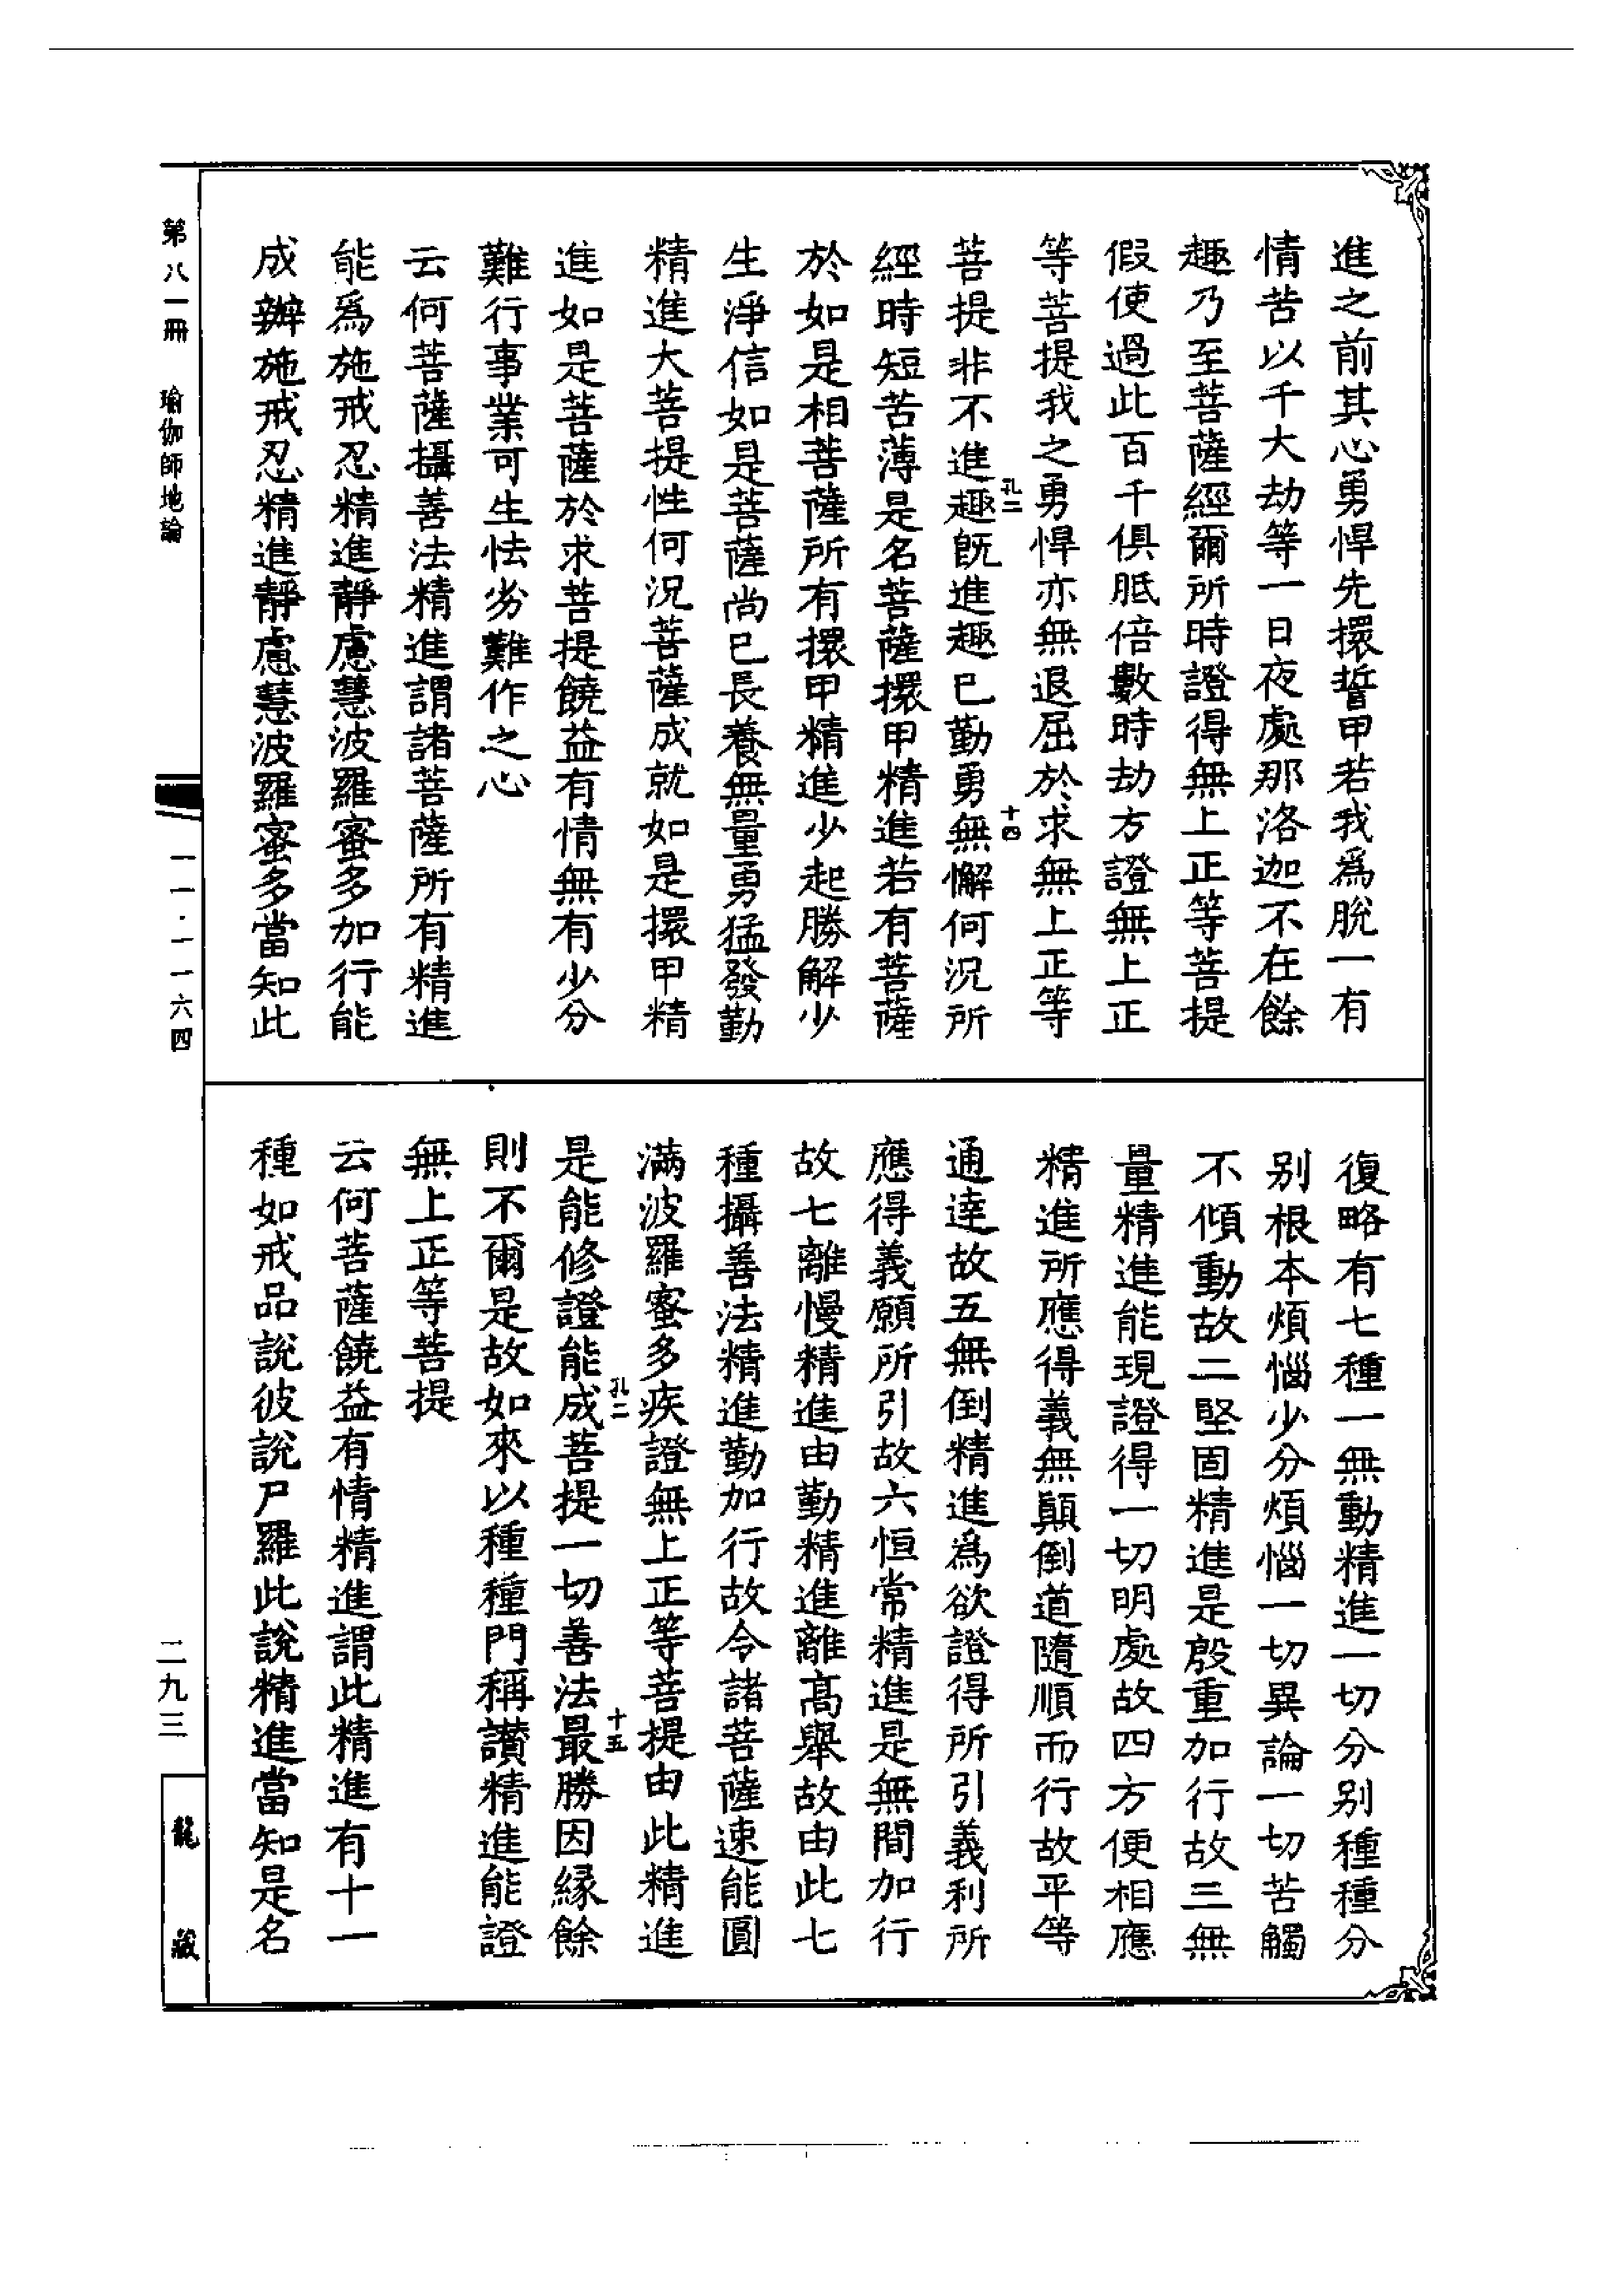 進之前其心勇悍先擐誓甲若我為脫一有
情苦以千大劫等一日夜處那洛迦不在餘
趣乃至菩薩經爾所時證得無上正等菩提
假使過此百千俱胝倍數時劫方證無上正
等菩提我之勇悍亦無退屈於求無上正等
菩提非不進趣既進趣已勤勇無懈何況所
孔二
十四
經時短苦薄是名菩薩擐甲精進若有菩薩
於如是相菩薩所有擐甲精進少起勝解少
生淨信如是菩薩尚已長養無量勇猛發勤
精進大菩提性何況菩薩成就如是擐甲精
進如是菩薩於求菩提饒益有情無有少分
難行事業可生怯劣難作之心
云何菩薩攝善法精進謂諸菩薩所有精進
能為施戒忍精進靜慮慧波羅蜜多加行能
成辦施戒忍精進靜慮慧波羅蜜多當知此
復略有七種一無動精進一切分別種種分
別根本煩惱少分煩惱一切異論一切苦觸
不傾動故二堅固精進是殷重加行故三無
量精進能現證得一切明處故四方便相應
精進所應得義無顛倒道隨順而行故平等
通達故五無倒精進為欲證得所引義利所
應得義願所引故六恒常精進是無間加行
故七離慢精進由勤精進離高舉故由此七
種攝善法精進勤加行故令諸菩薩速能圓
滿波羅蜜多疾證無上正等菩提由此精進
是能修證能成菩提一切善法最勝因緣餘
孔二
十五
則不爾是故如來以種種門稱讚精進能證
無上正等菩提
云何菩薩饒益有情精進謂此精進有十一
種如戒品說彼說尸羅此說精進當知是名
第八一冊 瑜伽師地論
一一·一一六四
二九三
龍藏